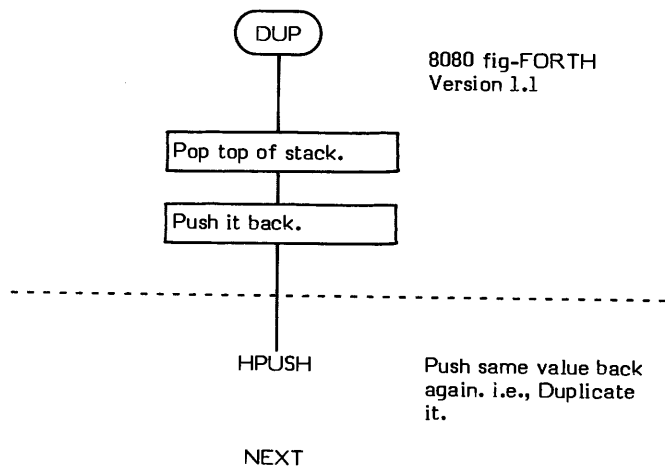 DUP
8080 fig-FORTH
Version 1.1
Pop top of stack.
Push it back.
HPUSH
Push same value back
again. i.e., Duplicate
it.
NEXT